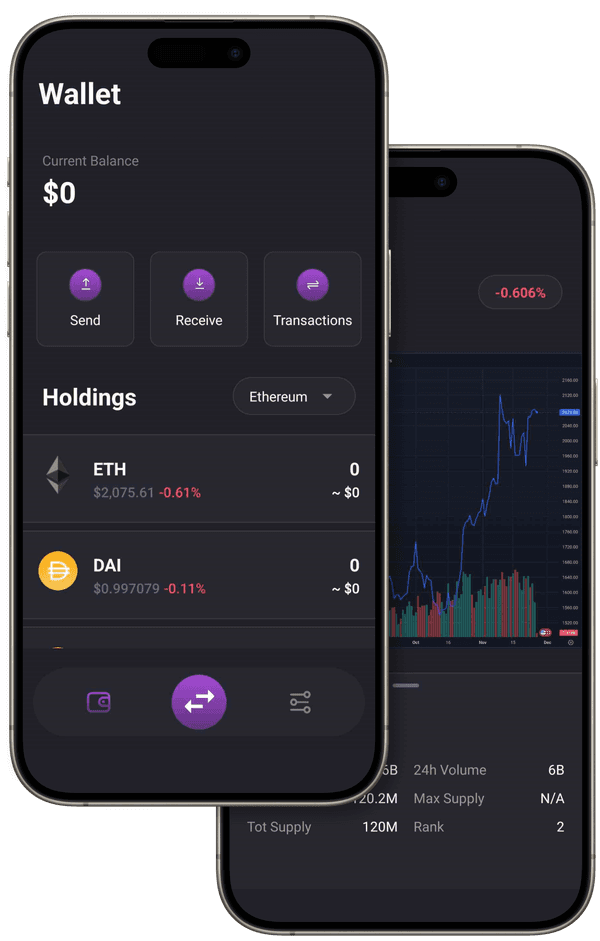 Wallet
Current Balance
$0
Send
Receive
Transactions
Holdings
Ethereum
ETH
0
$2,075.61 -0.61%
~ $0
DAI
0
$0.997079 -0.11%
~ $0
-0.606%
2160.00
2120.00
2040.00
2000.00
1960.00
1920.00
1880.00
1840.00
1800.00
1760.00
1720.00
1680.00
1640.00
1600.00
1560.00
1520.00
Oct
16
Nov
15
Dec
6B
24h Volume
6B
120.2M
Max Supply
N/A
Tot Supply
120M
Rank
2